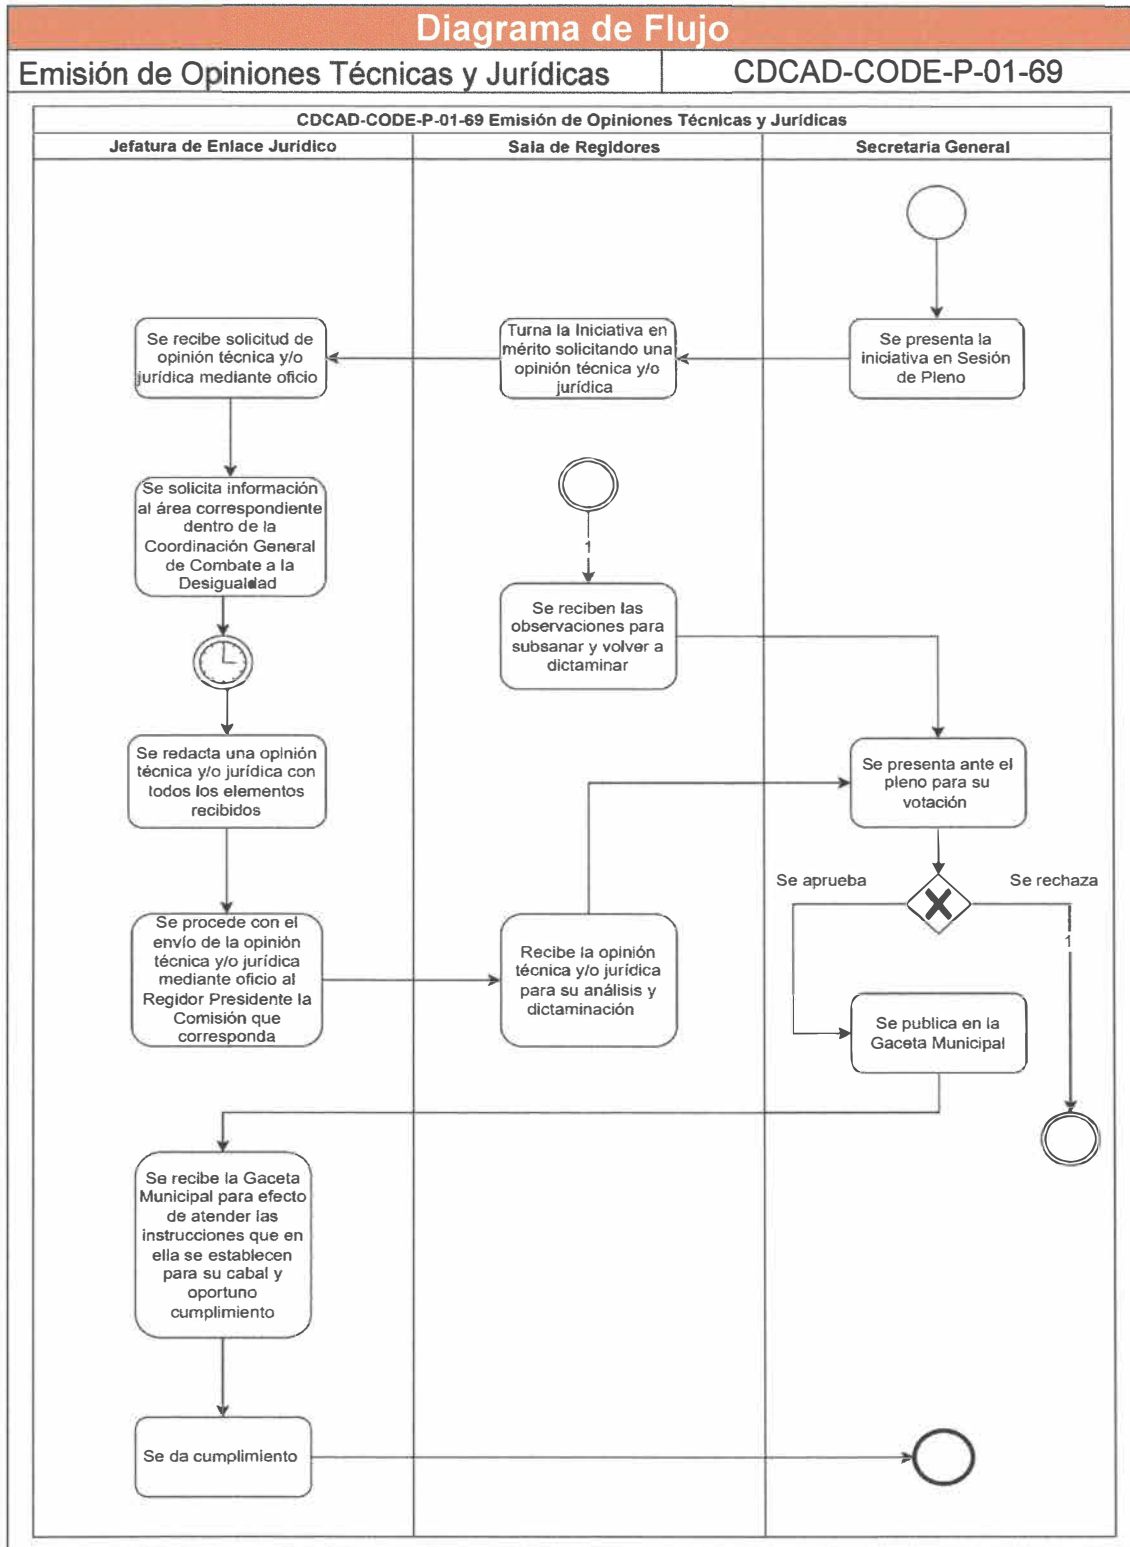 Diagrama de Flujo
Emisión de Opiniones Técnicas y Jurídicas
CDCAD-CODE-P-01-69
CDCAD-CODE-P-01-69 Emisión de Opiniones Técnicas y Jurídicas
Jefatura de Enlace Jurídico
Sala de Regidores
Secretaria General
Se recibe solicitud de
opinión técnica y/o
jurídica mediante oficio
Turna la Iniciativa en
mérito solicitando una
opinión técnica y/o
jurídica
Se presenta la
iniciativa en Sesión
de Pleno
Se solicita información
al área correspondiente
dentro de la
Coordinación General
de Combate a la
Desigualdad
1
Se reciben las
observaciones para
subsanar y volver a
dictaminar
Se redacta una opinión
técnica y/o jurídica con
todos los elementos
recibidos
Se presenta ante el
pleno para su
votación
Se aprueba
Se rechaza
1
Se procede con el
envío de la opinión
técnica y/o jurídica
mediante oficio al
Regidor Presidente la
Comisión que
corresponda
Recibe la opinión
técnica y/o jurídica
para su análisis y
dictaminación
Se publica en la
Gaceta Municipal
Se recibe la Gaceta
Municipal para efecto
de atender las
instrucciones que en
ella se establecen
para su cabal y
oportuno
cumplimiento
Se da cumplimiento